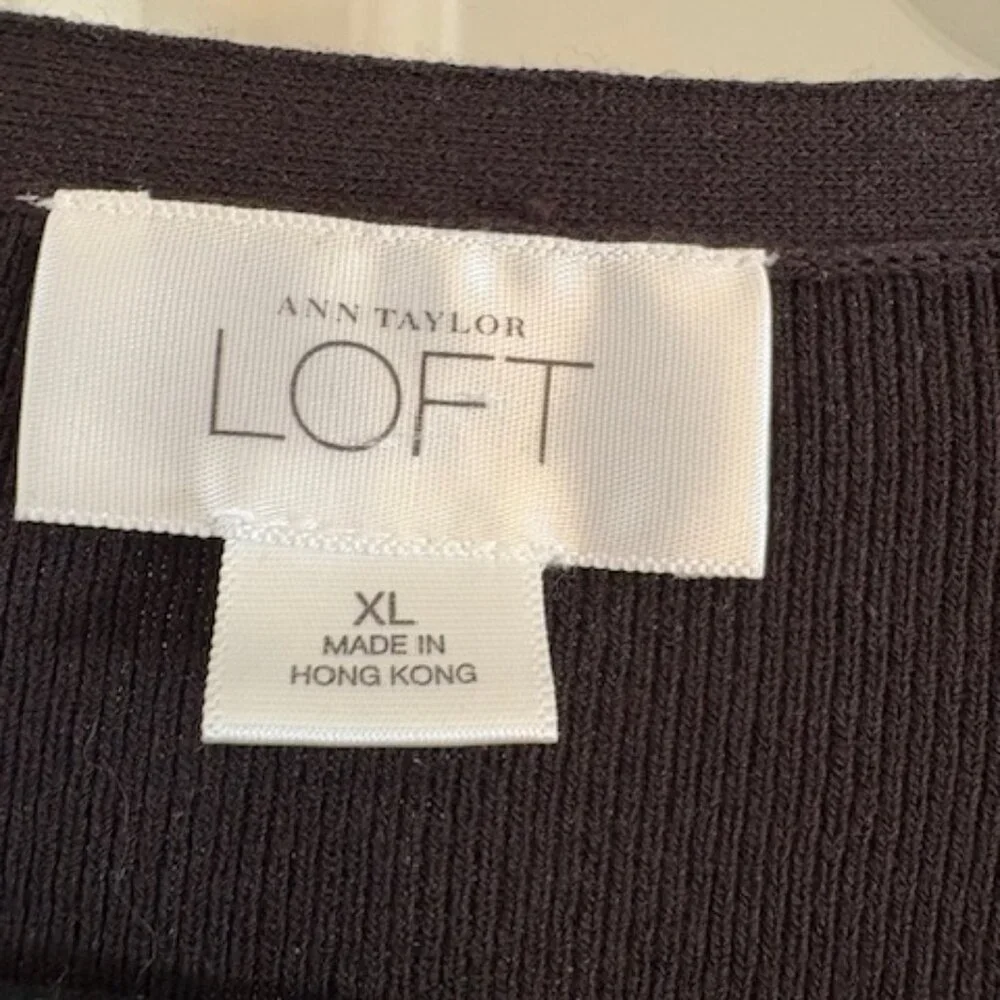 ANN TAYLOR
LOFT
XL
MADE IN
HONG KONG